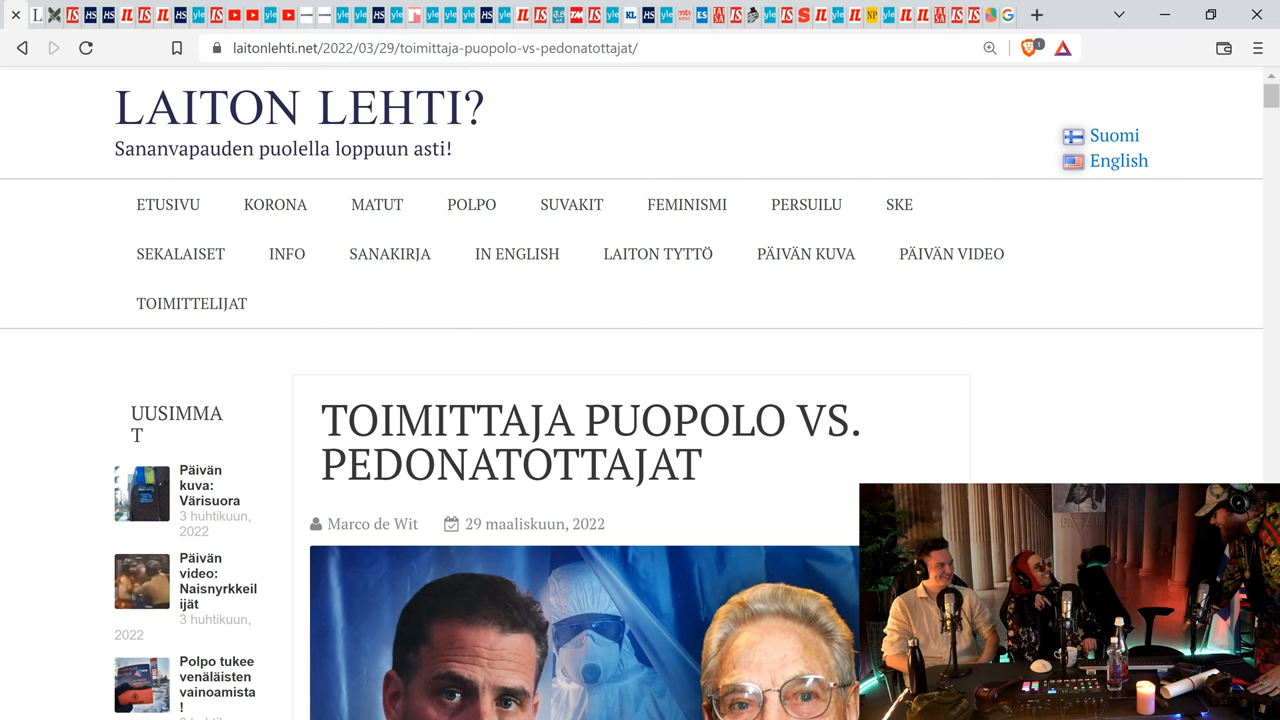 laitonlehti.net/2022/03/29/toimittaja-puopolo-vs-pedonatottajat/
LAITON LEHTI?
Sananvapauden puolella loppuun asti!
Suomi
English
ETUSIVU KORONA MATUT POLPO SUVAKIT FEMINISMI PERSUILU SKE
SEKALAISET INFO SANAKIRJA IN ENGLISH LAITON TYTTÖ PÄIVÄN KUVA PÄIVÄN VIDEO
TOIMITTELIJAT
UUSIMMA
T
Päivän
kuva:
Värisuora
3 huhtikuun,
2022
Päivän
video:
Naisnyrkkeil
ijät
3 huhtikuun,
2022
Polpo tukee
venäläisten
vainoamista
!
TOIMITTAJA PUOPOLO VS.
PEDONATOTTAJAT
Marco de Wit 29 maaliskuun, 2022